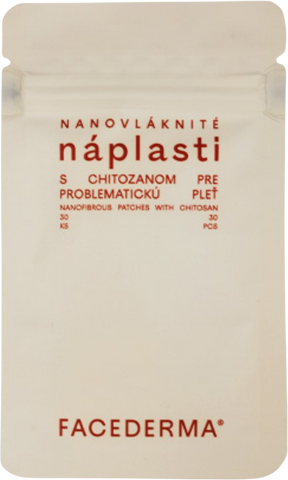 NANOVLÁKNITÉ
náplasti
S CHITOZANOM PRE
PROBLEMATICKÚ PLEŤ
NANOFIBROUS PATCHES WITH CHITOSAN
30 30
KS PCS
FACEDERMA®